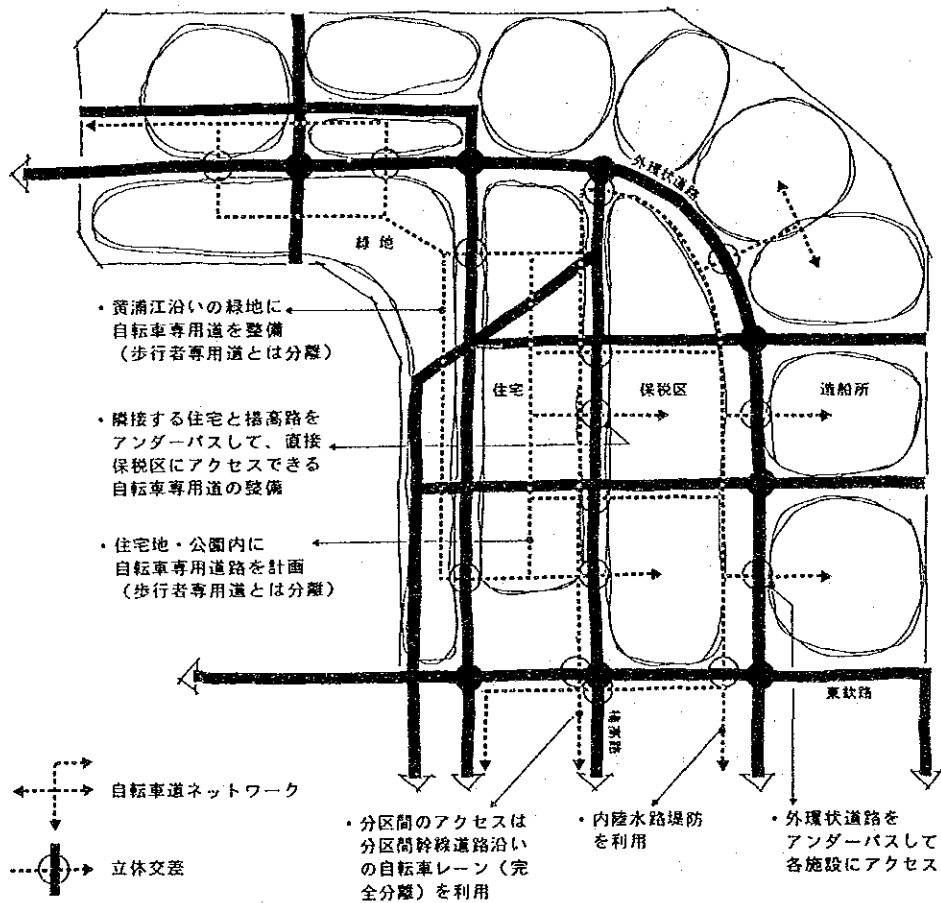 外環状道路
緑地
・黄浦江沿いの緑地に
自転車専用道を整備
(歩行者専用道とは分離)
住宅
保税区
造船所
・隣接する住宅と楊高路を
アンダーパスして、直接
保税区にアクセスできる
自転車専用道の整備
・住宅地・公園内に
自転車専用道路を計画
(歩行者専用道とは分離)
東欽路
楊高路
自転車道ネットワーク
立体交差
・分区間のアクセスは
分区間幹線道路沿い
の自転車レーン(完
全分離)を利用
・内陸水路堤防
を利用
・外環状道路を
アンダーパスして
各施設にアクセス